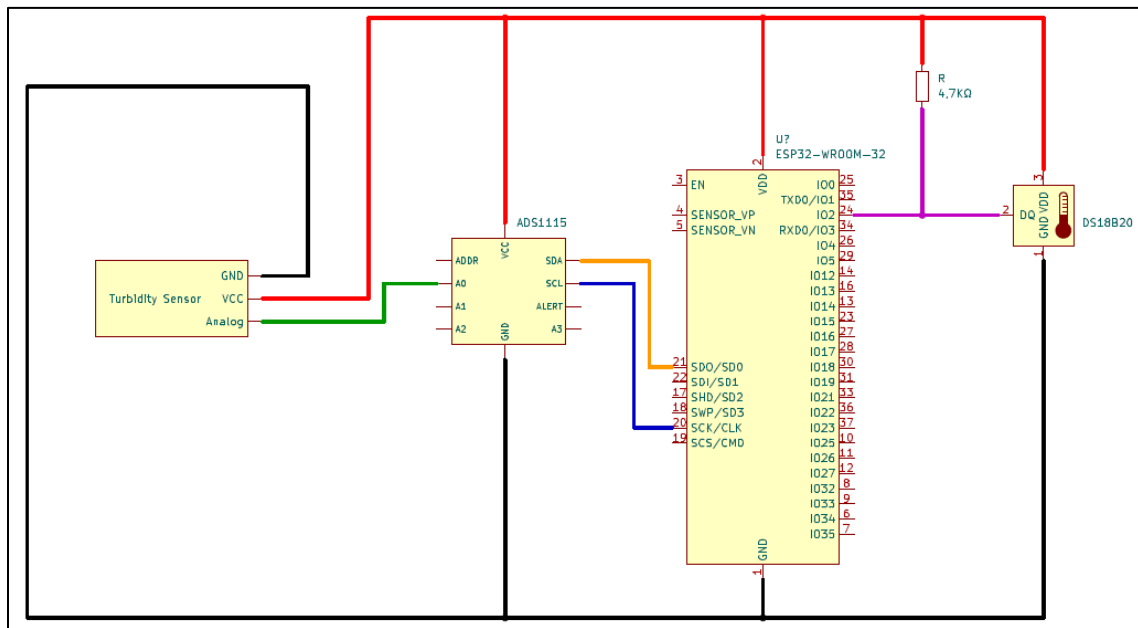 R
4,7kΩ
U?
ESP32-WROOM-32
2
VDD
3
EN
4
SENSOR_VP
5
SENSOR_VN
21
SDO/SD0
22
SDI/SD1
17
SHD/SD2
18
SWP/SD3
20
SCK/CLK
19
SCS/CMD
IO0
25
TXD0/IO1
35
IO2
24
RXD0/IO3
34
IO4
26
IO5
29
IO12
14
IO13
16
IO14
13
IO15
23
IO16
27
IO17
28
IO18
30
IO19
31
IO21
33
IO22
36
IO23
37
IO25
10
IO26
11
IO27
12
IO32
8
IO33
9
IO34
6
IO35
7
GND
1
3
VDD
2
DQ
GND
1
DS18B20
ADS1115
VCC
ADDR
A0
A1
A2
SDA
SCL
ALERT
A3
GND
Turbidity Sensor
GND
VCC
Analog